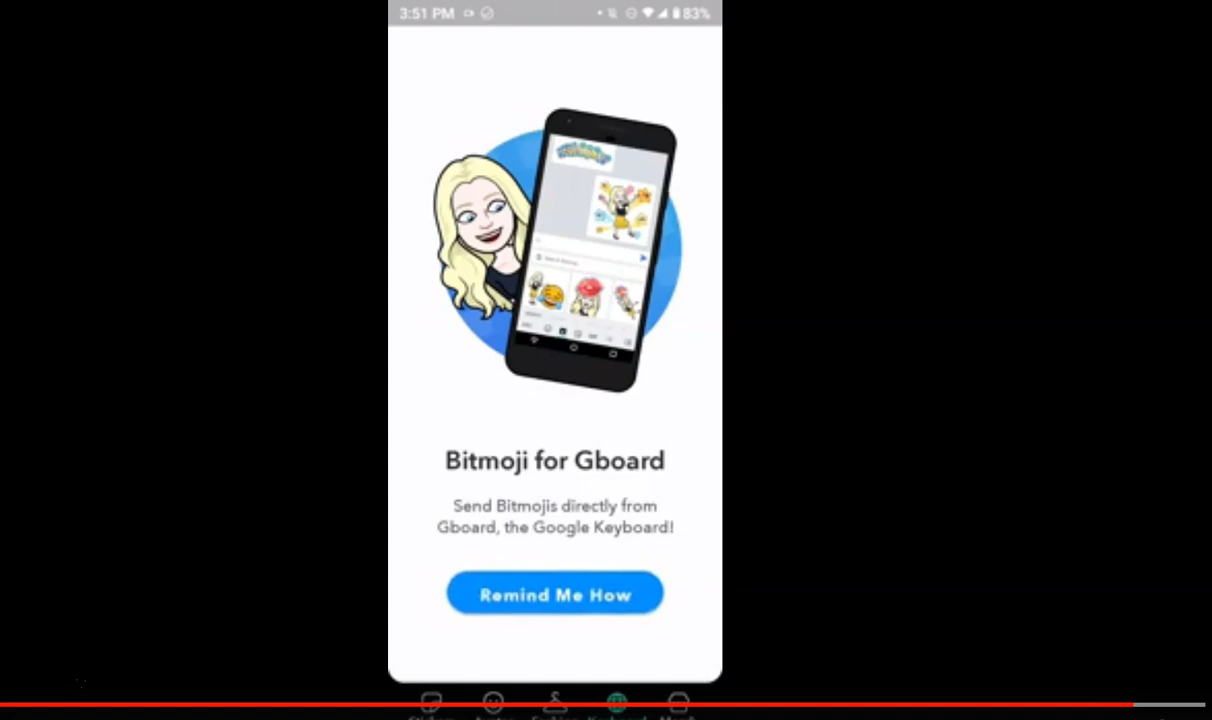 3:51 PM
83%
Bitmoji for Gboard
Send Bitmojis directly from
Gboard, the Google Keyboard!
Remind Me How